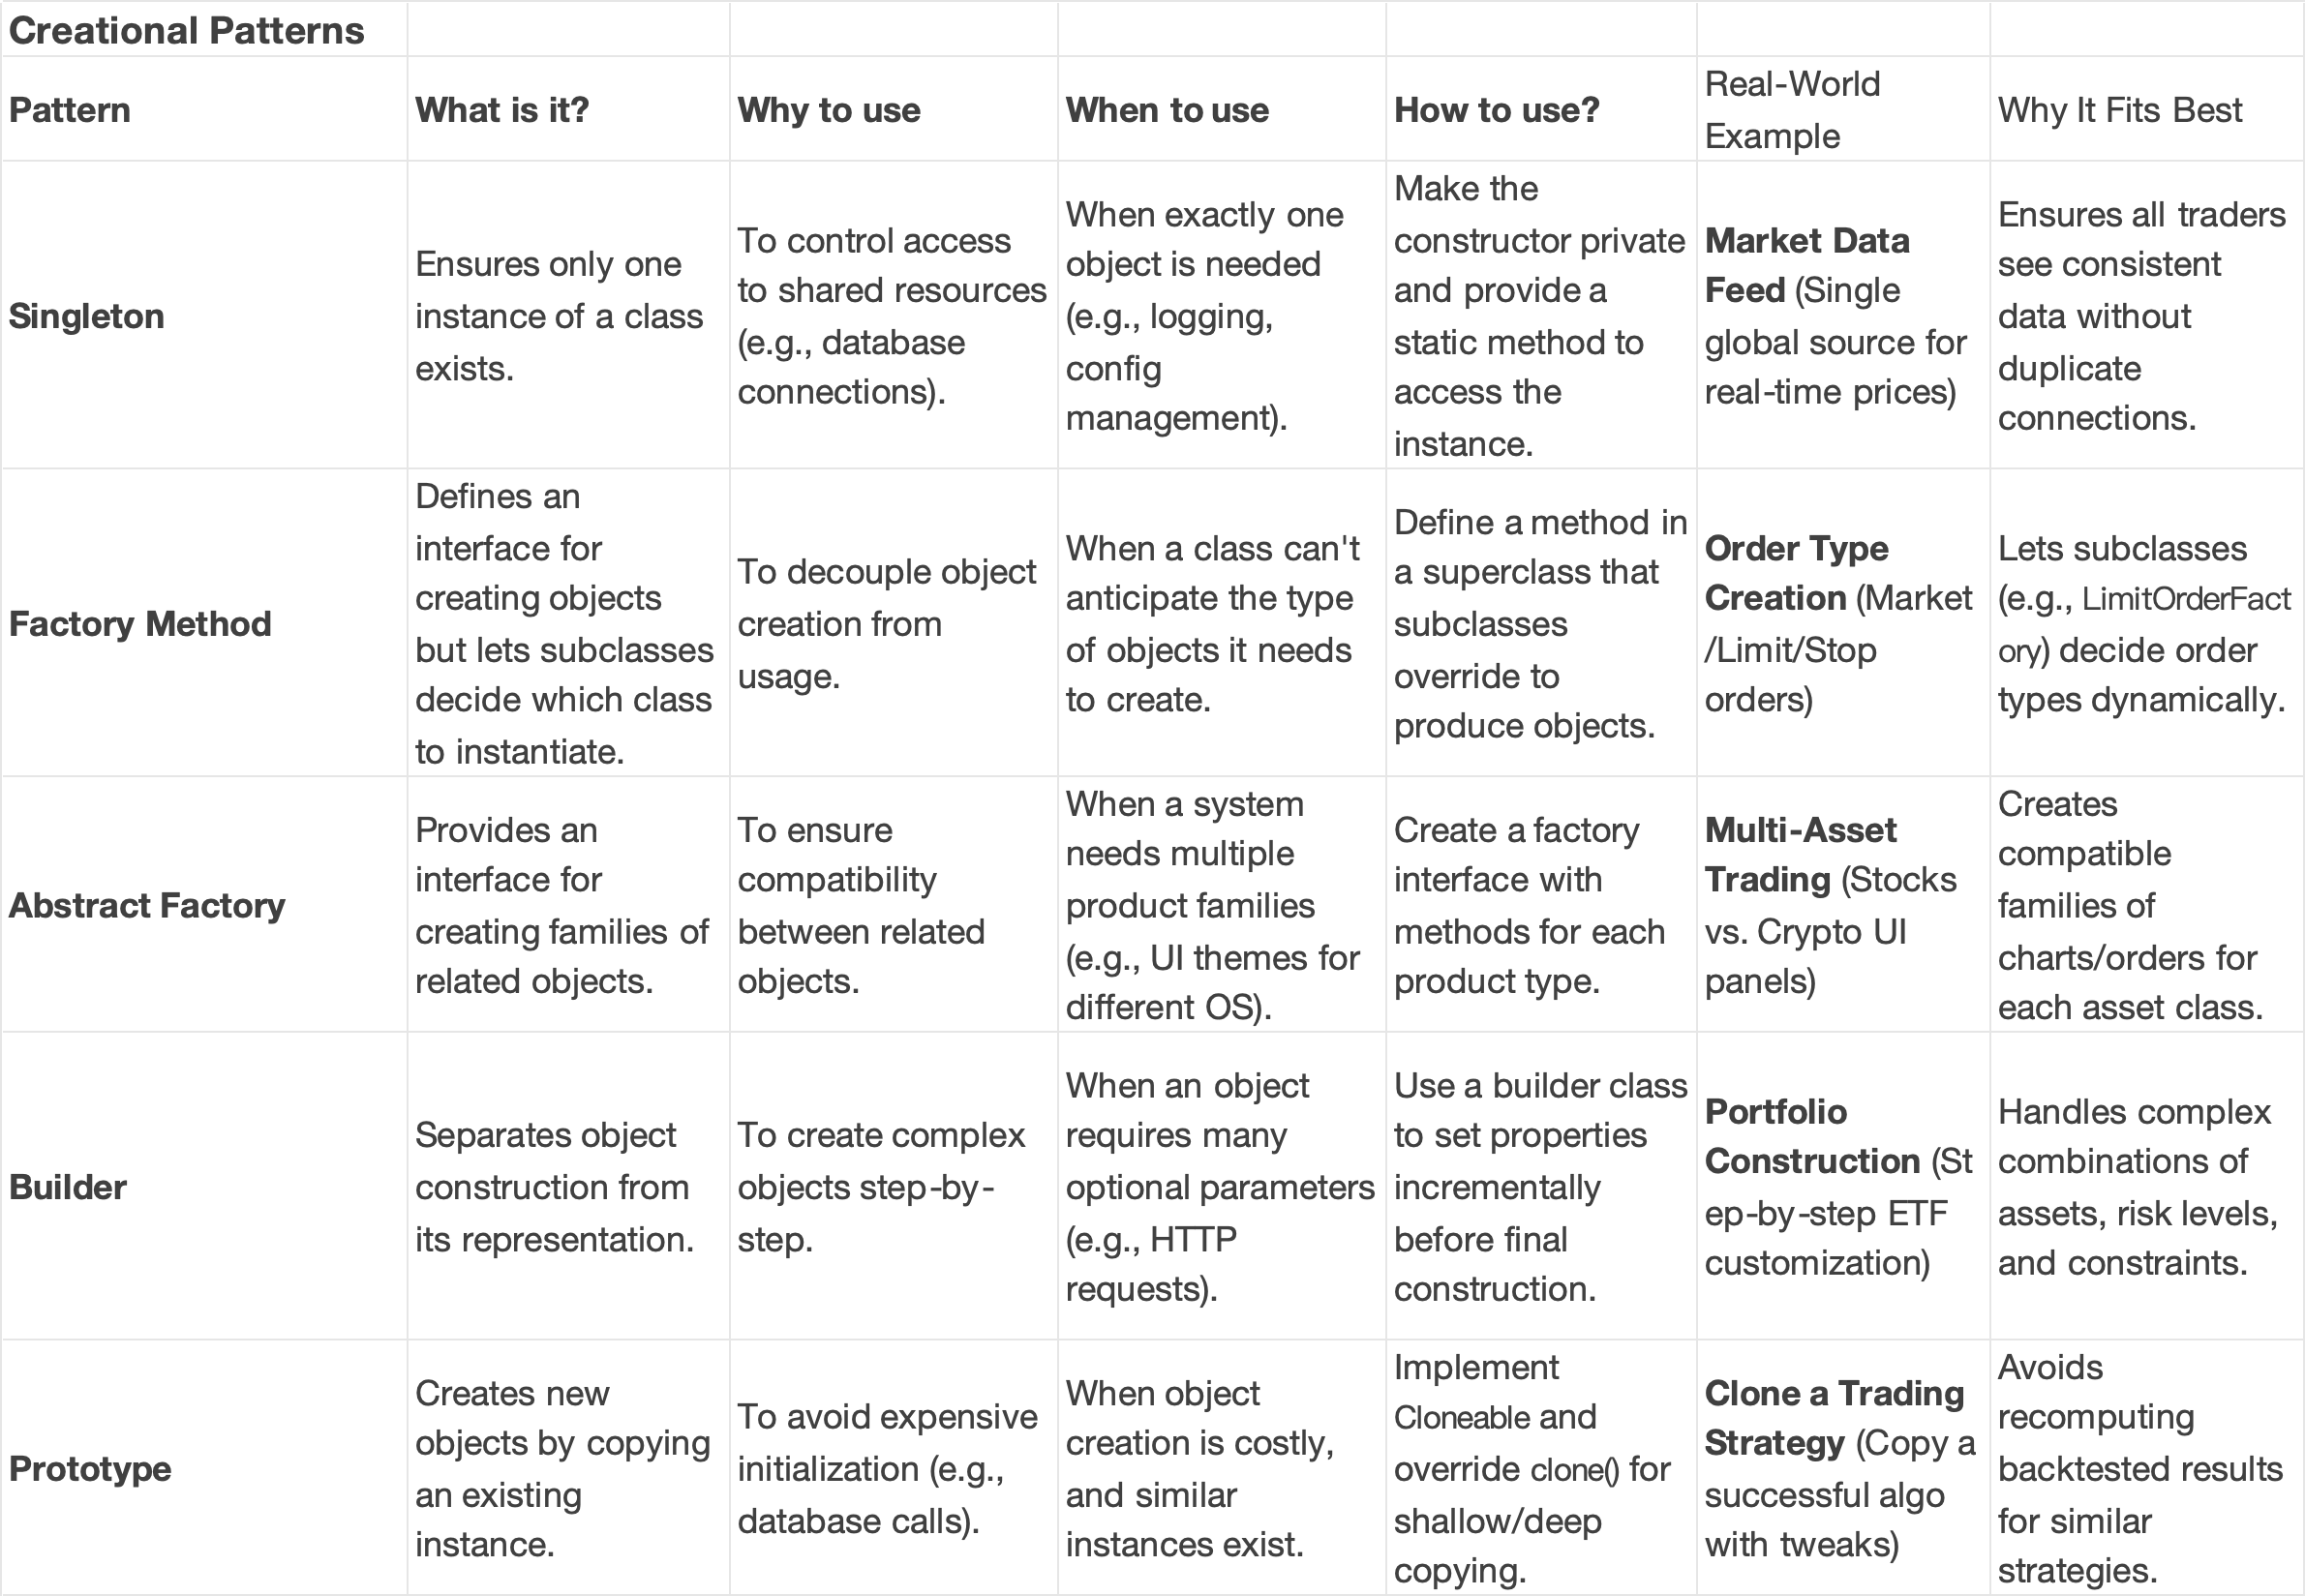 Creational Patterns
Pattern
What is it?
Why to use
When to use
How to use?
Real-World
Example
Why It Fits Best
Singleton
Ensures only one
instance of a class
exists.
To control access
to shared resources
(e.g., database
connections).
When exactly one
object is needed
(e.g., logging,
config
management).
Make the
constructor private
and provide a
static method to
access the
instance.
Market Data
Feed (Single
global source for
real-time prices)
Ensures all traders
see consistent
data without
duplicate
connections.
Factory Method
Defines an
interface for
creating objects
but lets subclasses
decide which class
to instantiate.
To decouple object
creation from
usage.
When a class can't
anticipate the type
of objects it needs
to create.
Define a method in
a superclass that
subclasses
override to
produce objects.
Order Type
Creation (Market
/Limit/Stop
orders)
Lets subclasses
(e.g., LimitOrderFact
ory) decide order
types dynamically.
Abstract Factory
Provides an
interface for
creating families of
related objects.
To ensure
compatibility
between related
objects.
When a system
needs multiple
product families
(e.g., UI themes for
different OS).
Create a factory
interface with
methods for each
product type.
Multi-Asset
Trading (Stocks
vs. Crypto UI
panels)
Creates
compatible
families of
charts/orders for
each asset class.
Builder
Separates object
construction from
its representation.
To create complex
objects step-by-
step.
When an object
requires many
optional parameters
(e.g., HTTP
requests).
Use a builder class
to set properties
incrementally
before final
construction.
Portfolio
Construction (St
ep-by-step ETF
customization)
Handles complex
combinations of
assets, risk levels,
and constraints.
Prototype
Creates new
objects by copying
an existing
instance.
To avoid expensive
initialization (e.g.,
database calls).
When object
creation is costly,
and similar
instances exist.
Implement
Cloneable and
override clone() for
shallow/deep
copying.
Clone a Trading
Strategy (Copy a
successful algo
with tweaks)
Avoids
recomputing
backtested results
for similar
strategies.